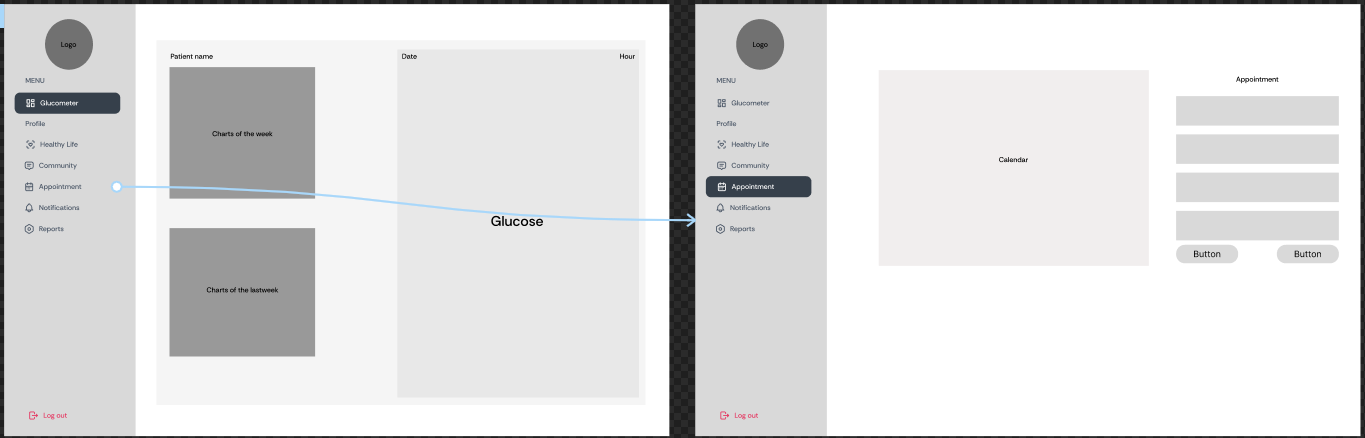 Logo
MENU
Glucometer
Profile
Healthy Life
Community
Appointment
Notifications
Reports
Log out
Patient name
Charts of the week
Charts of the lastweek
Date
Hour
Glucose
Logo
MENU
Glucometer
Profile
Healthy Life
Community
Appointment
Notifications
Reports
Log out
Calendar
Appointment
Button
Button